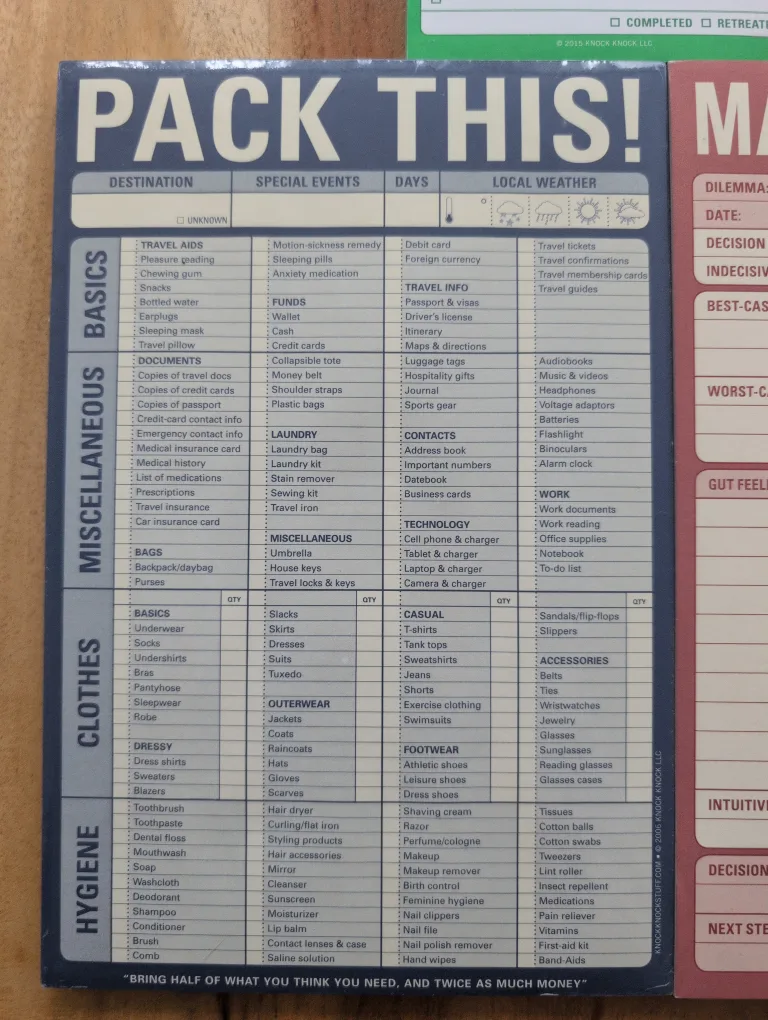 COMPLETED RETREATE
© 2015 KNOCK KNOCK LLC
PACK THIS!
DESTINATION SPECIAL EVENTS DAYS LOCAL WEATHER
UNKNOWN °
BASICS
TRAVEL AIDS
Pleasure reading
Chewing gum
Snacks
Bottled water
Earplugs
Sleeping mask
Travel pillow
Motion-sickness remedy
Sleeping pills
Anxiety medication
FUNDS
Wallet
Cash
Credit cards
Debit card
Foreign currency
TRAVEL INFO
Passport & visas
Driver's license
Itinerary
Maps & directions
Travel tickets
Travel confirmations
Travel membership cards
Travel guides
MISCELLANEOUS
DOCUMENTS
Copies of travel docs
Copies of credit cards
Copies of passport
Credit-card contact info
Emergency contact info
Medical insurance card
Medical history
List of medications
Prescriptions
Travel insurance
Car insurance card
BAGS
Backpack/daybag
Purses
Collapsible tote
Money belt
Shoulder straps
Plastic bags
LAUNDRY
Laundry bag
Laundry kit
Stain remover
Sewing kit
Travel iron
MISCELLANEOUS
Umbrella
House keys
Travel locks & keys
Luggage tags
Hospitality gifts
Journal
Sports gear
CONTACTS
Address book
Important numbers
Datebook
Business cards
TECHNOLOGY
Cell phone & charger
Tablet & charger
Laptop & charger
Camera & charger
Audiobooks
Music & videos
Headphones
Voltage adaptors
Batteries
Flashlight
Binoculars
Alarm clock
WORK
Work documents
Work reading
Office supplies
Notebook
To-do list
CLOTHES
QTY QTY QTY QTY
BASICS
Underwear
Socks
Undershirts
Bras
Pantyhose
Sleepwear
Robe
DRESSY
Dress shirts
Sweaters
Blazers
Slacks
Skirts
Dresses
Suits
Tuxedo
OUTERWEAR
Jackets
Coats
Raincoats
Hats
Gloves
Scarves
CASUAL
T-shirts
Tank tops
Sweatshirts
Jeans
Shorts
Exercise clothing
Swimsuits
FOOTWEAR
Athletic shoes
Leisure shoes
Dress shoes
Sandals/flip-flops
Slippers
ACCESSORIES
Belts
Ties
Wristwatches
Jewelry
Glasses
Sunglasses
Reading glasses
Glasses cases
HYGIENE
Toothbrush
Toothpaste
Dental floss
Mouthwash
Soap
Washcloth
Deodorant
Shampoo
Conditioner
Brush
Comb
Hair dryer
Curling/flat iron
Styling products
Hair accessories
Mirror
Cleanser
Sunscreen
Moisturizer
Lip balm
Contact lenses & case
Saline solution
Shaving cream
Razor
Perfume/cologne
Makeup
Makeup remover
Birth control
Feminine hygiene
Nail clippers
Nail file
Nail polish remover
Hand wipes
Tissues
Cotton balls
Cotton swabs
Tweezers
Lint roller
Insect repellent
Medications
Pain reliever
Vitamins
First-aid kit
Band-Aids
KNOCKKNOCKSTUFF.COM • © 2006 KNOCK KNOCK LLC
"BRING HALF OF WHAT YOU THINK YOU NEED, AND TWICE AS MUCH MONEY"
MA
DILEMMA:
DATE:
DECISION
INDECISIV
BEST-CAS
WORST-CA
GUT FEELI
INTUITIVE
DECISION
NEXT STE